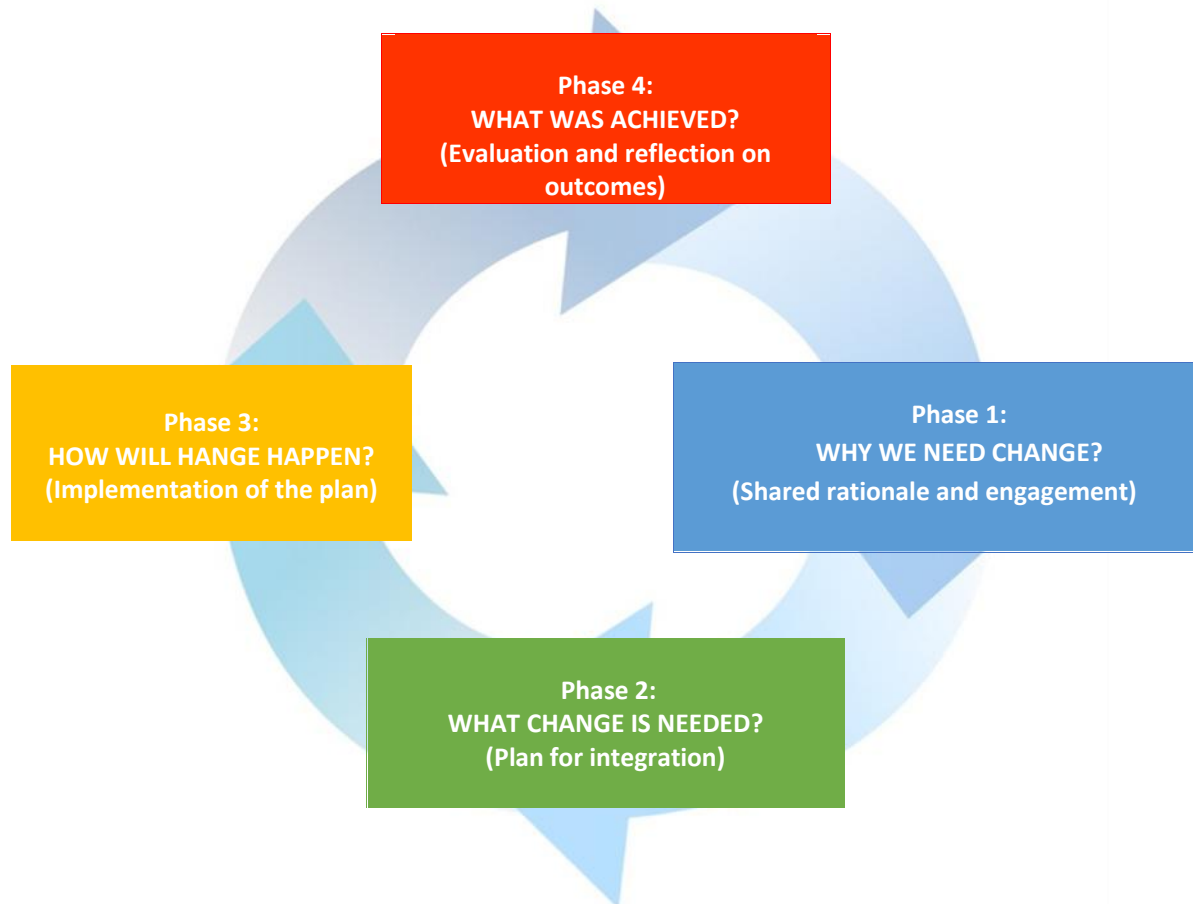 Phase 4:
WHAT WAS ACHIEVED?
(Evaluation and reflection on
outcomes)
Phase 3:
HOW WILL HANGE HAPPEN?
(Implementation of the plan)
Phase 1:
WHY WE NEED CHANGE?
(Shared rationale and engagement)
Phase 2:
WHAT CHANGE IS NEEDED?
(Plan for integration)